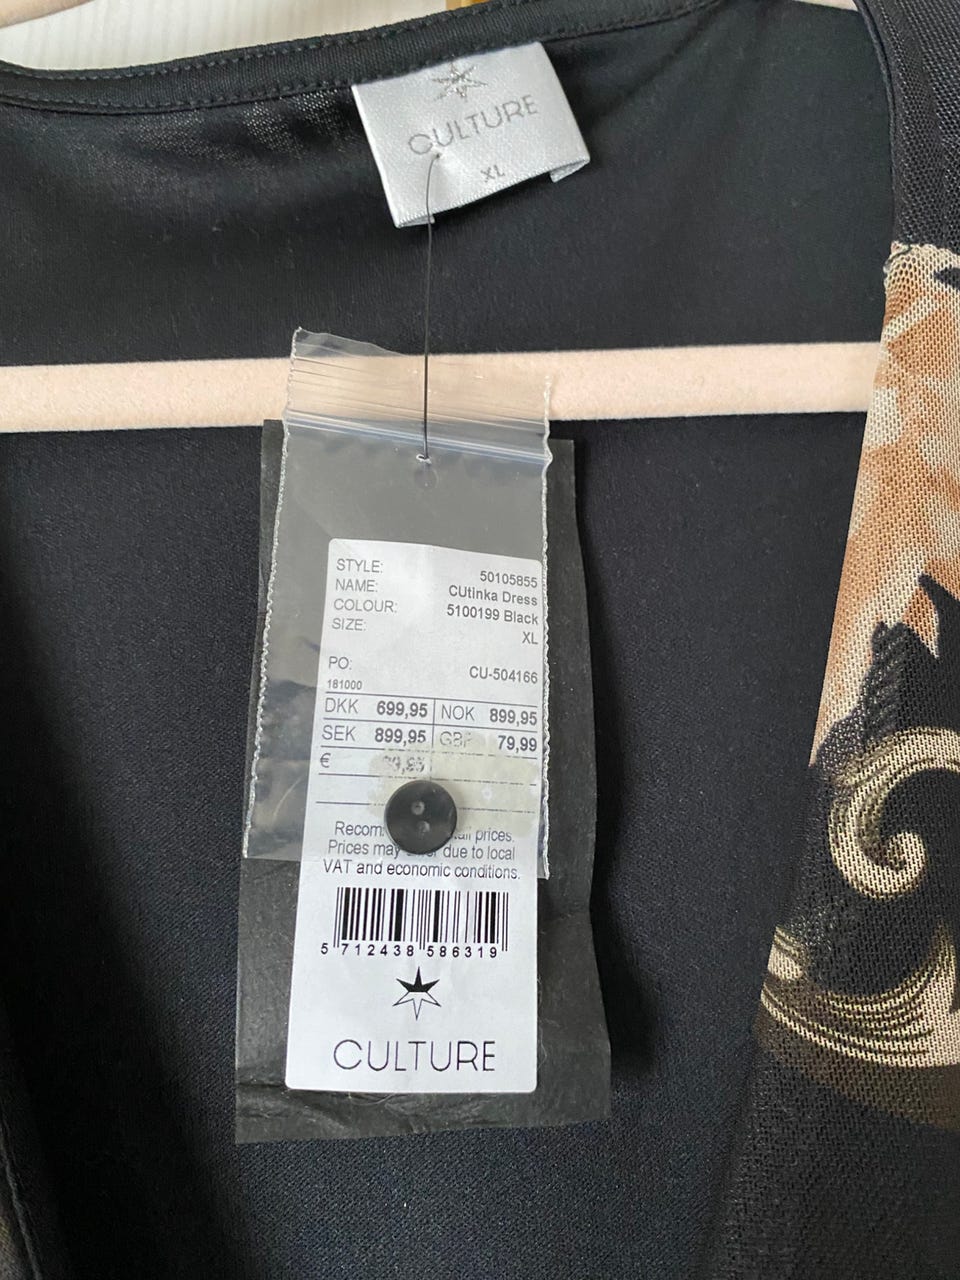 CULTURE
XL
STYLE: 50105855
NAME: CUtinka Dress
COLOUR: 5100199 Black
SIZE: XL
PO: CU-504166
181000
DKK 699,95 NOK 899,95
SEK 899,95 GBP 79,99
€
prices.
Prices may due to local
VAT and economic conditions.
5 712438 586319
CULTURE